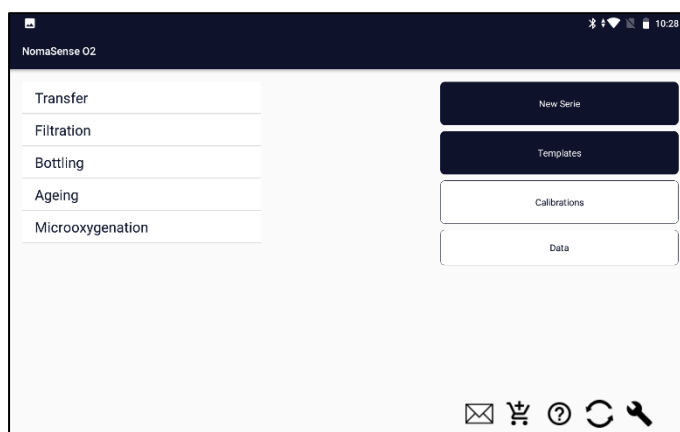 10:28
NomaSense O2
Transfer
Filtration
Bottling
Ageing
Microoxygenation
New Serie
Templates
Calibrations
Data